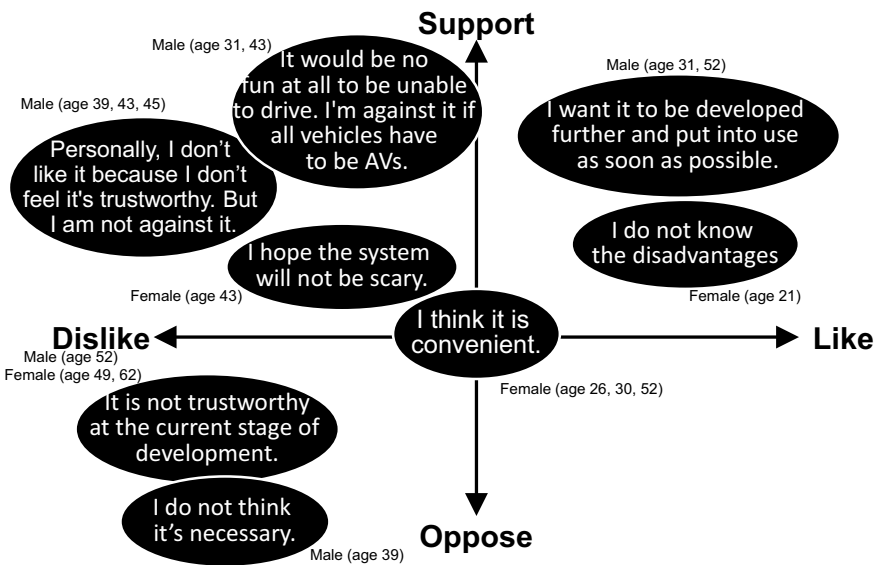 Support
Male (age 31, 43)
It would be no
fun at all to be unable
to drive. I'm against it if
all vehicles have
to be AVs.
Male (age 31, 52)
I want it to be developed
further and put into use
as soon as possible.
Male (age 39, 43, 45)
Personally, I don’t
like it because I don’t
feel it's trustworthy. But
I am not against it.
I do not know
the disadvantages
Female (age 21)
I hope the system
will not be scary.
Female (age 43)
I think it is
convenient.
Female (age 26, 30, 52)
Dislike
Like
Male (age 52)
Female (age 49, 62)
It is not trustworthy
at the current stage of
development.
I do not think
it’s necessary.
Male (age 39)
Oppose